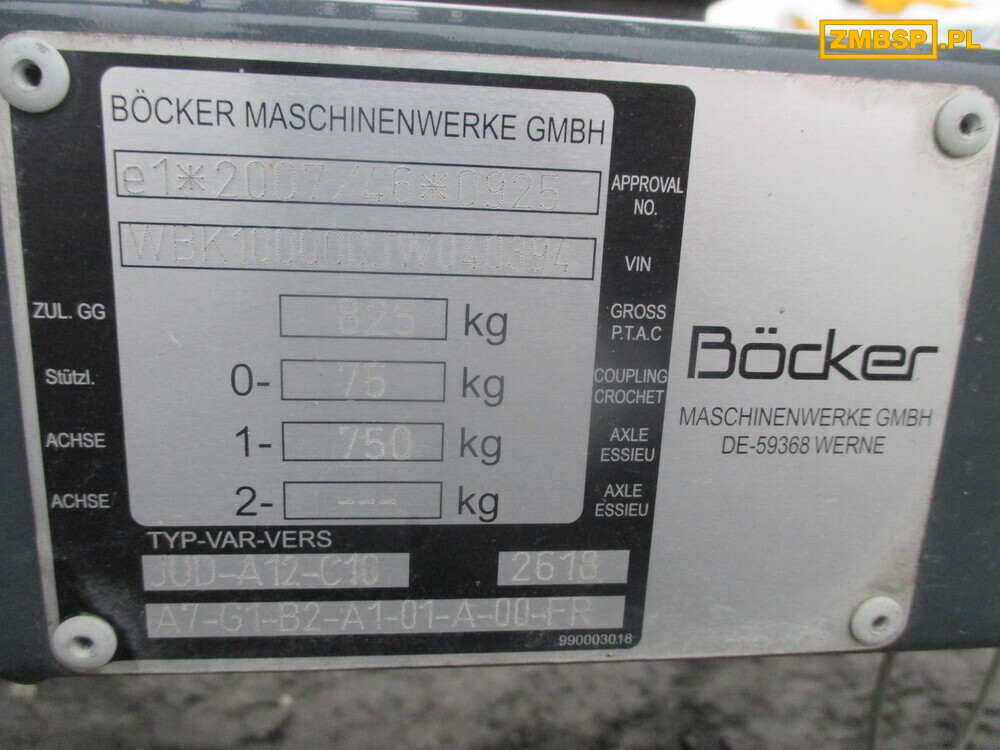 ZMBSP.PL
BÖCKER MASCHINENWERKE GMBH
e1*2007/46*0925
APPROVAL NO.
VIN
ZUL. GG 825 kg GROSS P.T.A.C
Stützl. 0- 75 kg COUPLING CROCHET
ACHSE 1- 750 kg AXLE ESSIEU
ACHSE 2- --- kg AXLE ESSIEU
TYP-VAR-VERS
JUD-A12-C10 2618
A7-G1-B2-A1-01-A-00-FR
990003018
Böcker
MASCHINENWERKE GMBH
DE-59368 WERNE